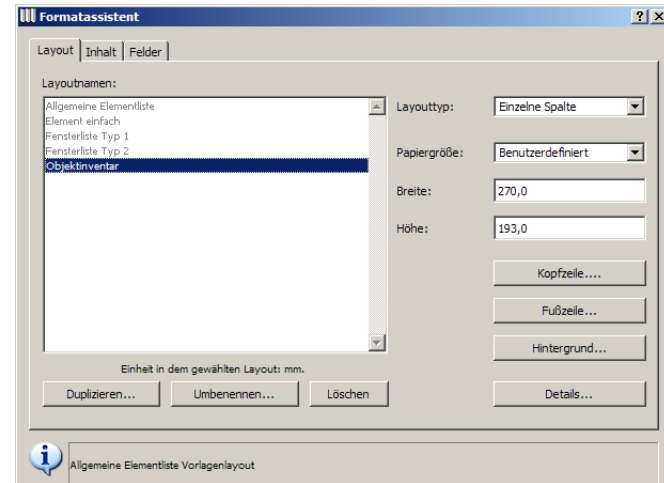 Formatassistent
Layout Inhalt Felder
Layoutnamen:
Allgemeine Elementliste
Element einfach
Fensterliste Typ 1
Fensterliste Typ 2
Objektinventar
Layouttyp: Einzelne Spalte
Papiergröße: Benutzerdefiniert
Breite: 270,0
Höhe: 193,0
Kopfzeile....
Fußzeile...
Hintergrund...
Einheit in dem gewählten Layout: mm.
Duplizieren... Umbenennen... Löschen Details...
Allgemeine Elementliste Vorlagenlayout